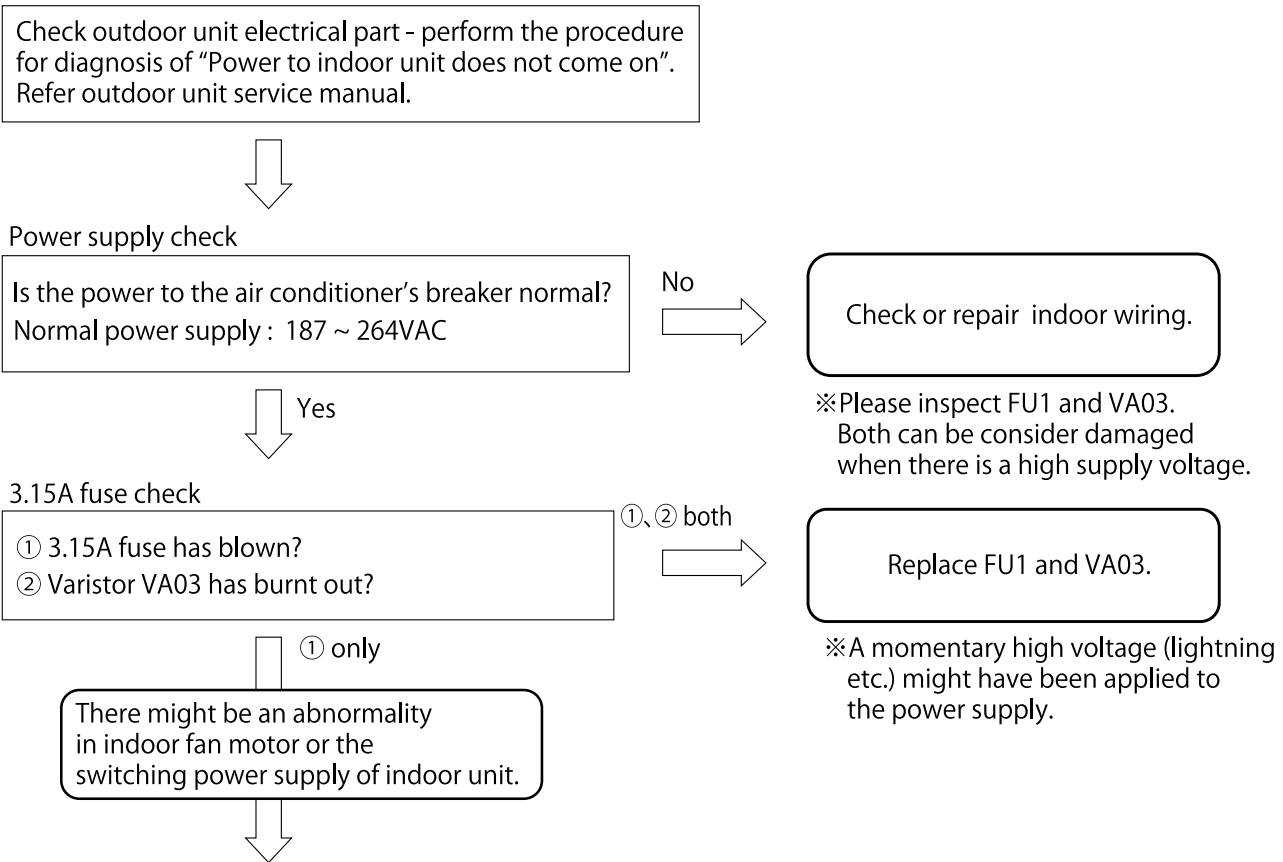 Check outdoor unit electrical part - perform the procedure
for diagnosis of “Power to indoor unit does not come on”.
Refer outdoor unit service manual.
Power supply check
Is the power to the air conditioner’s breaker normal?
Normal power supply : 187 ~ 264VAC
No
Check or repair indoor wiring.
※Please inspect FU1 and VA03.
Both can be consider damaged
when there is a high supply voltage.
Yes
3.15A fuse check
① 3.15A fuse has blown?
② Varistor VA03 has burnt out?
①、② both
Replace FU1 and VA03.
※A momentary high voltage (lightning
etc.) might have been applied to
the power supply.
① only
There might be an abnormality
in indoor fan motor or the
switching power supply of indoor unit.